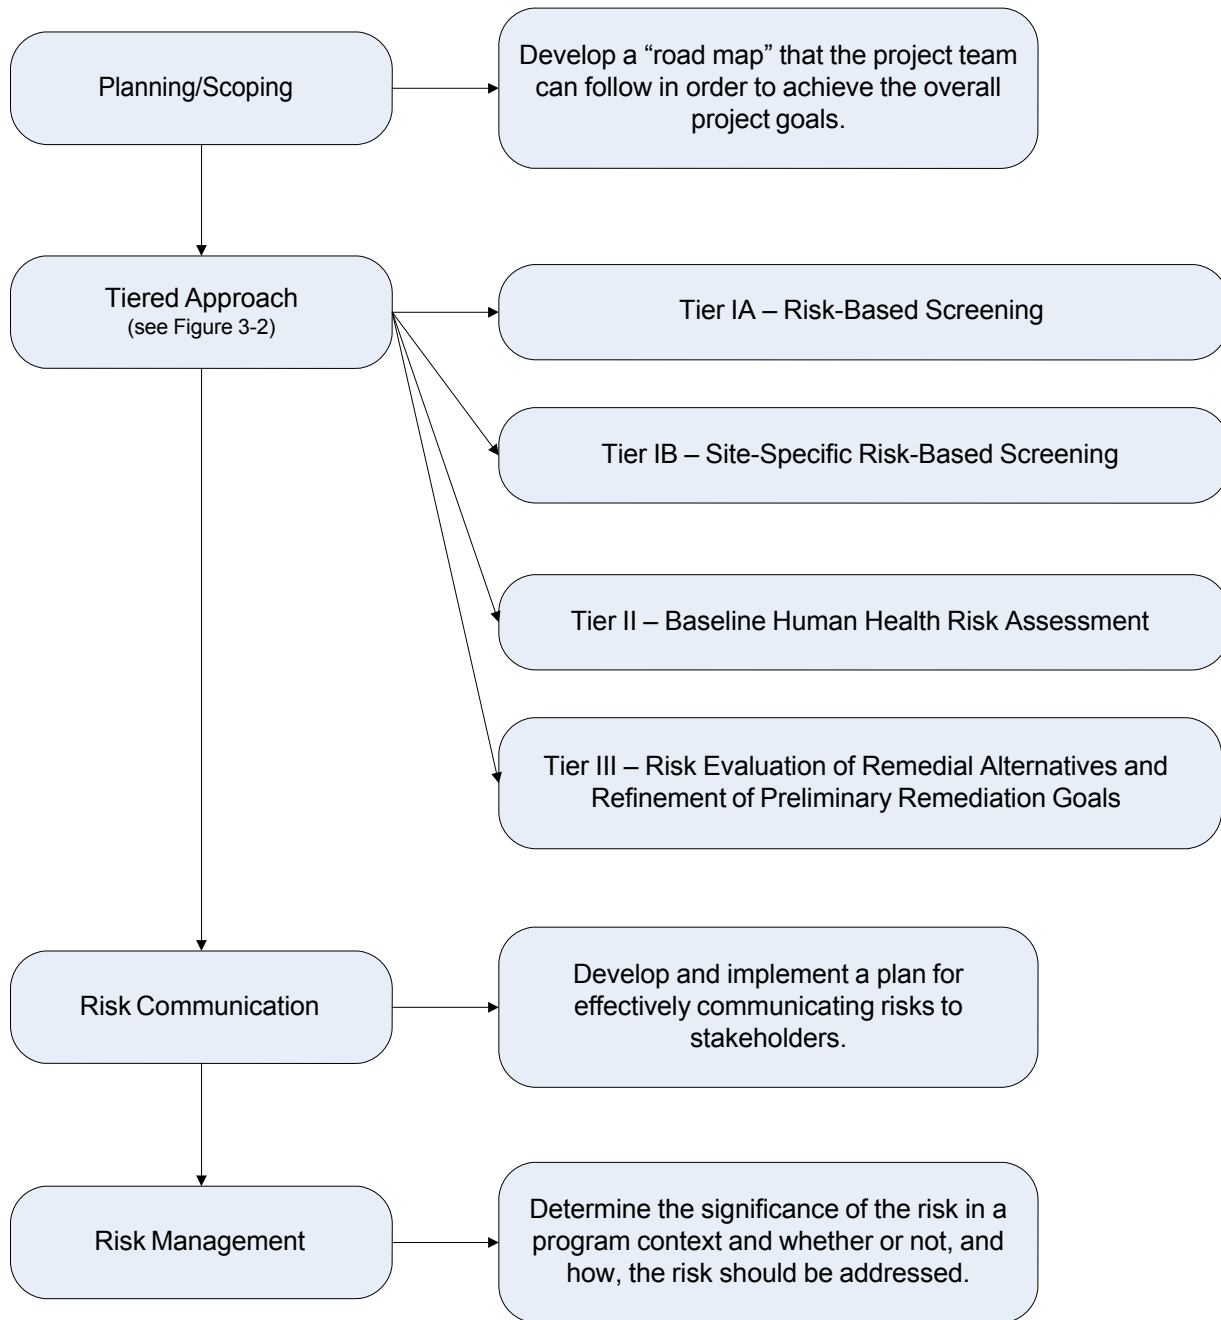 Planning/Scoping
Develop a “road map” that the project team
can follow in order to achieve the overall
project goals.
Tiered Approach
(see Figure 3-2)
Tier IA – Risk-Based Screening
Tier IB – Site-Specific Risk-Based Screening
Tier II – Baseline Human Health Risk Assessment
Tier III – Risk Evaluation of Remedial Alternatives and
Refinement of Preliminary Remediation Goals
Risk Communication
Develop and implement a plan for
effectively communicating risks to
stakeholders.
Risk Management
Determine the significance of the risk in a
program context and whether or not, and
how, the risk should be addressed.